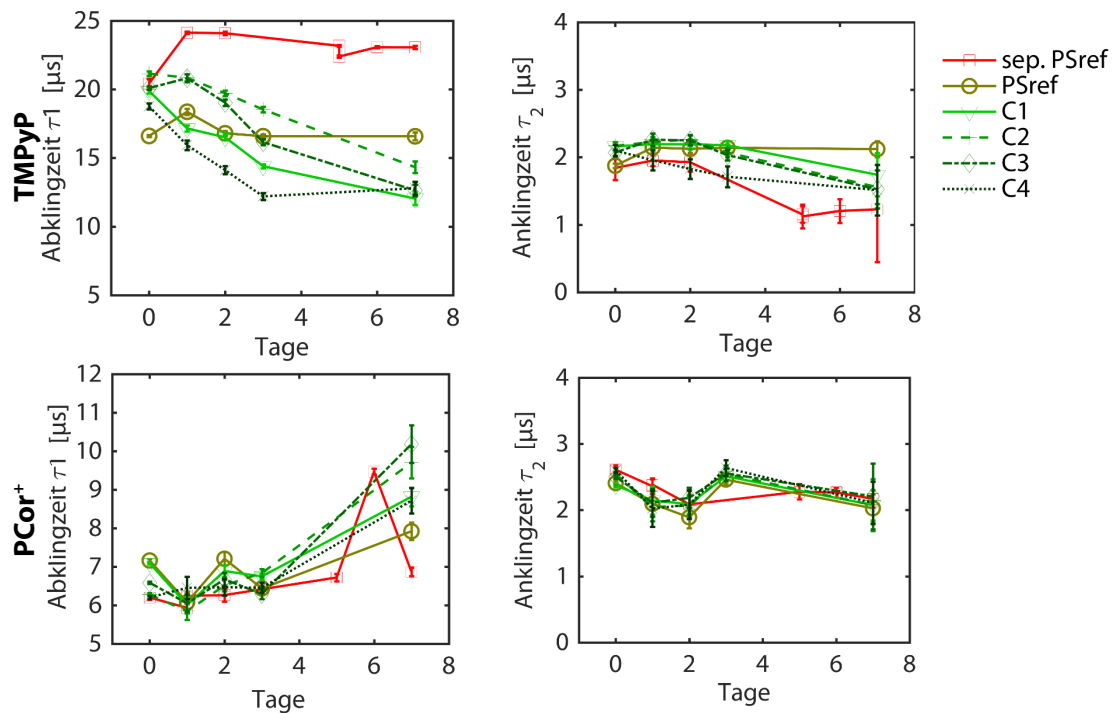 TMPyP
Abklingzeit τ1 [µs]
25
20
15
10
5
0 2 4 6 8
Tage
Anklingzeit τ2 [µs]
4
3
2
1
0
0 2 4 6 8
Tage
sep. PSref
PSref
C1
C2
C3
C4
PCor+
Abklingzeit τ1 [µs]
12
11
10
9
8
7
6
5
0 2 4 6 8
Tage
Anklingzeit τ2 [µs]
4
3
2
1
0
0 2 4 6 8
Tage